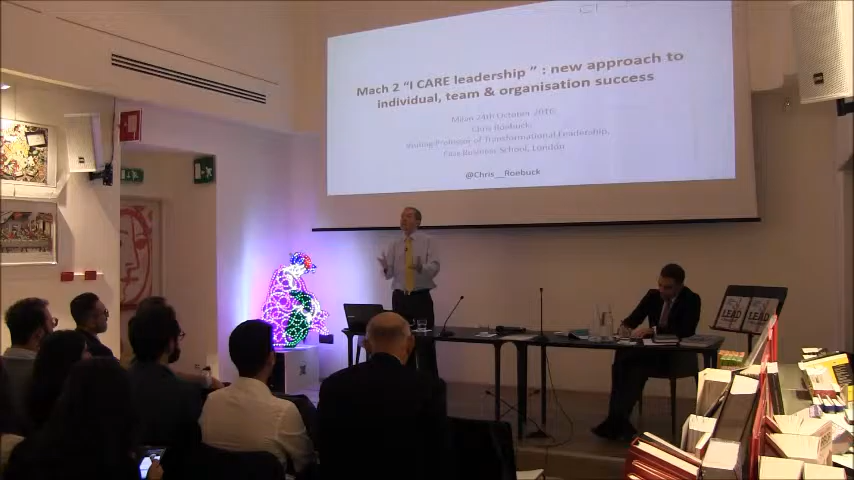 Mach 2 "I CARE leadership" : new approach to
individual, team & organisation success
Milan 24th October 2016
Chris Roebuck
Visiting Professor of Transformational Leadership,
Cass Business School, London
@Chris__Roebuck
LEAD
LEAD